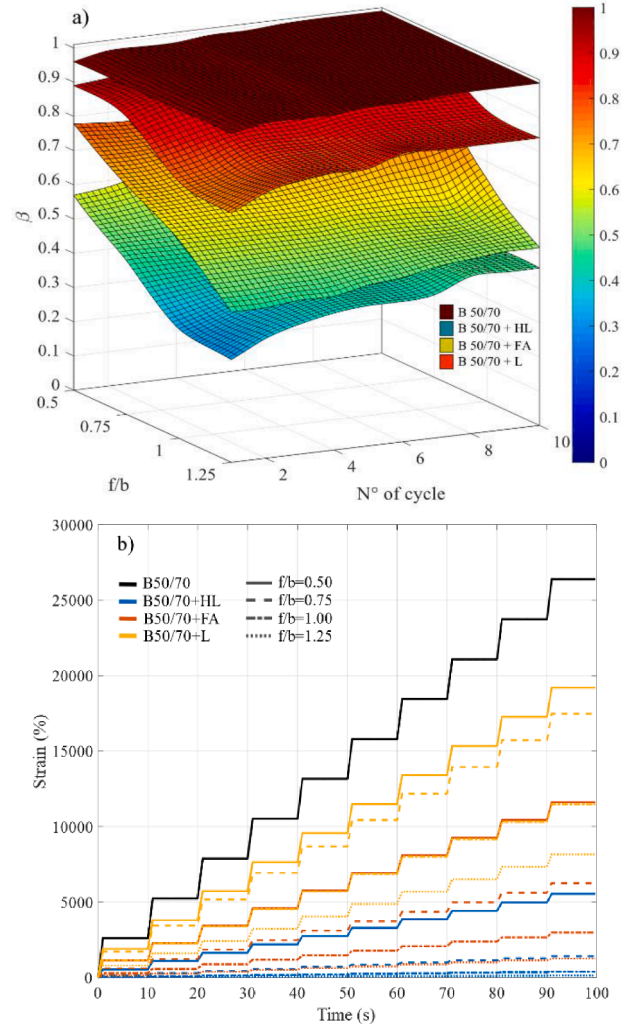 a)
1
0.9
0.8
0.7
0.6
0.5
0.4
0.3
0.2
0.1
0
β
0.5
0.75
1
1.25
f/b
2
4
6
8
10
N° of cycle
B 50/70
B 50/70 + HL
B 50/70 + FA
B 50/70 + L
1
0.9
0.8
0.7
0.6
0.5
0.4
0.3
0.2
0.1
0
b)
30000
25000
20000
15000
10000
5000
0
Strain (%)
B50/70
B50/70+HL
B50/70+FA
B50/70+L
f/b=0.50
f/b=0.75
f/b=1.00
f/b=1.25
0 10 20 30 40 50 60 70 80 90 100
Time (s)